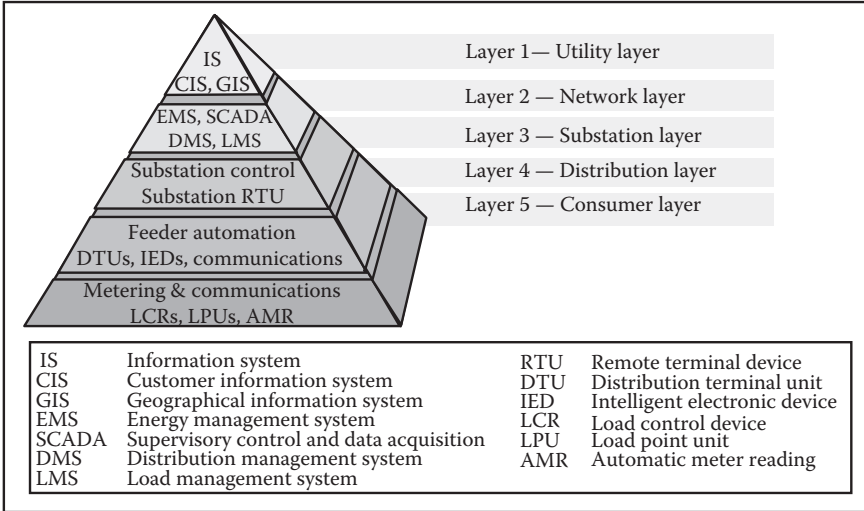 IS
CIS, GIS
EMS, SCADA
DMS, LMS
Substation control
Substation RTU
Feeder automation
DTUs, IEDs, communications
Metering & communications
LCRs, LPUs, AMR
Layer 1— Utility layer
Layer 2 — Network layer
Layer 3 — Substation layer
Layer 4 — Distribution layer
Layer 5 — Consumer layer
IS Information system
CIS Customer information system
GIS Geographical information system
EMS Energy management system
SCADA Supervisory control and data acquisition
DMS Distribution management system
LMS Load management system
RTU Remote terminal device
DTU Distribution terminal unit
IED Intelligent electronic device
LCR Load control device
LPU Load point unit
AMR Automatic meter reading